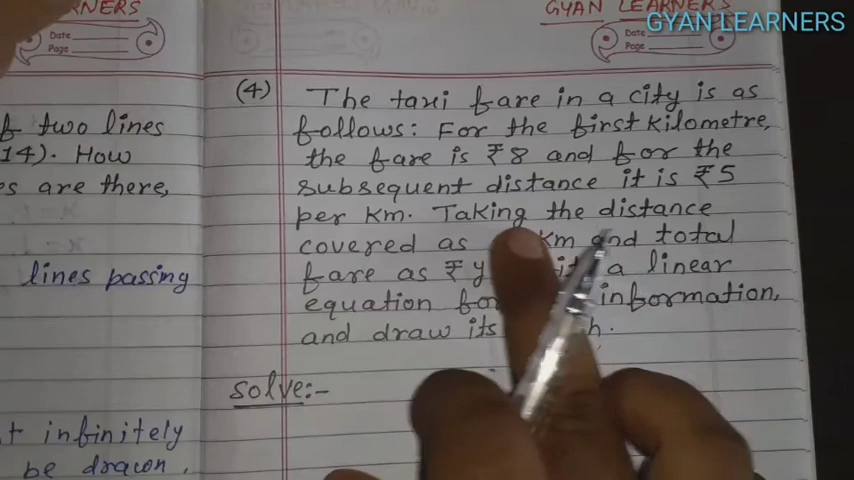 RNERS
GYAN LEARNERS
GYAN LEARNERS
Date
Page
Date
Page
f two lines
14). How
s are there,
lines passing
t infinitely
be drawn.
(4) The taxi fare in a city is as
follows: For the first kilometre,
the fare is ₹8 and for the
subsequent distance it is ₹5
per Km. Taking the distance
covered as Km and total
fare as ₹y a linear
equation for information,
and draw its h.
Solve:-